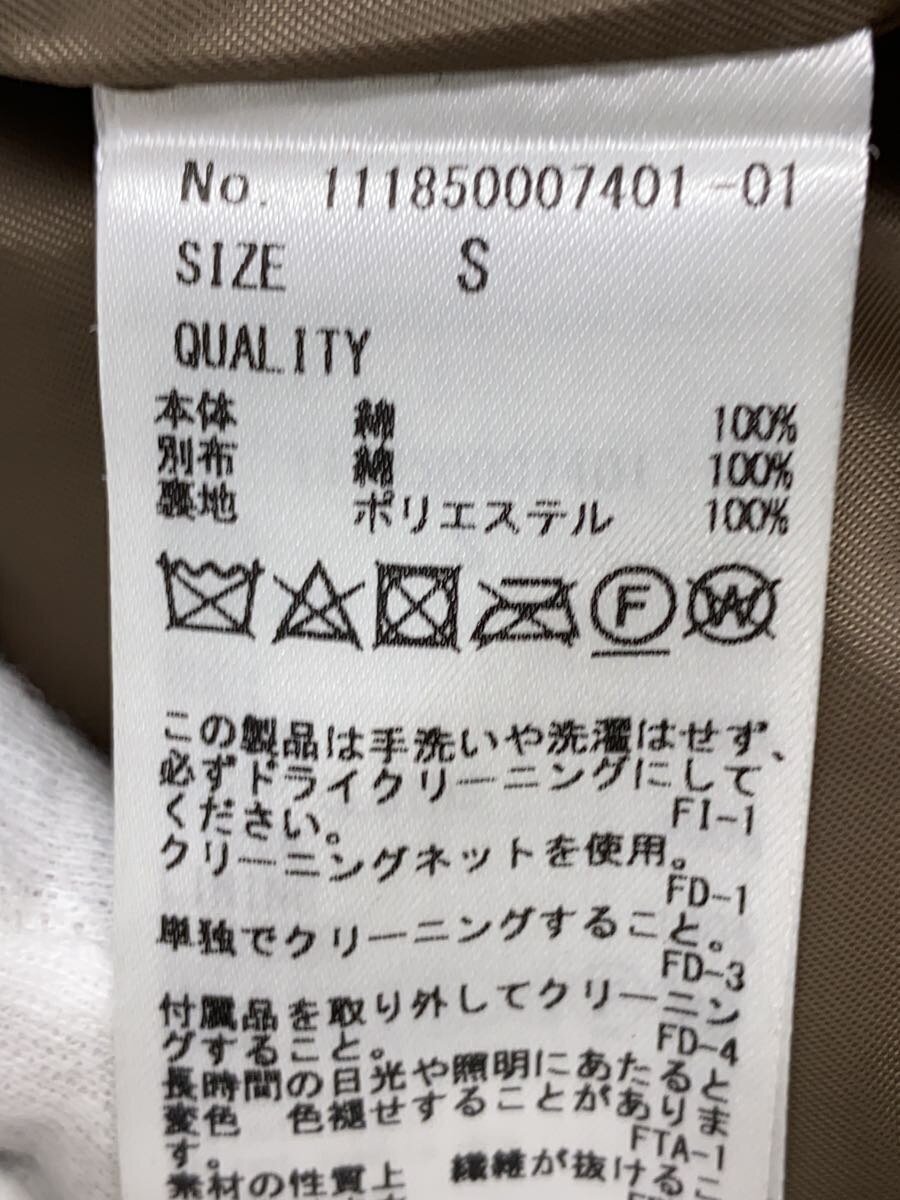 No. 111850007401-01
SIZE S
QUALITY
本体 綿 100%
別布 綿 100%
裏地 ポリエステル 100%
F W
この製品は手洗いや洗濯はせず、
必ずドライクリーニングにして
ください。 FI-1
クリーニングネットを使用。
FD-1
単独でクリーニングすること。
FD-3
付属品を取り外してクリーニン
グすること。 FD-4
長時間の日光や照明にあたると
変色 色褪せすることがありま
す。 FTA-1
素材の性質上 繊維が抜ける